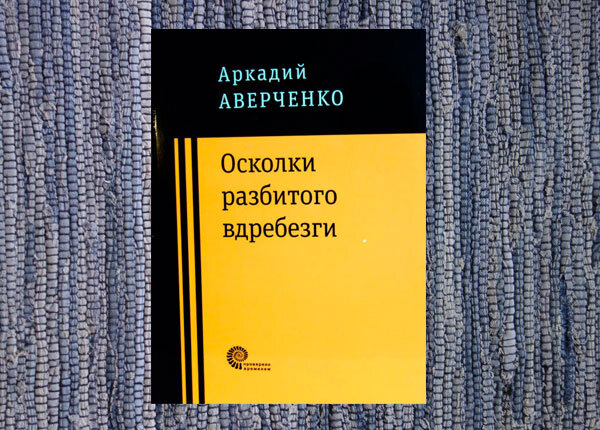 Аркадий
АВЕРЧЕНКО
Осколки
разбитого
вдребезги
проверено
временем